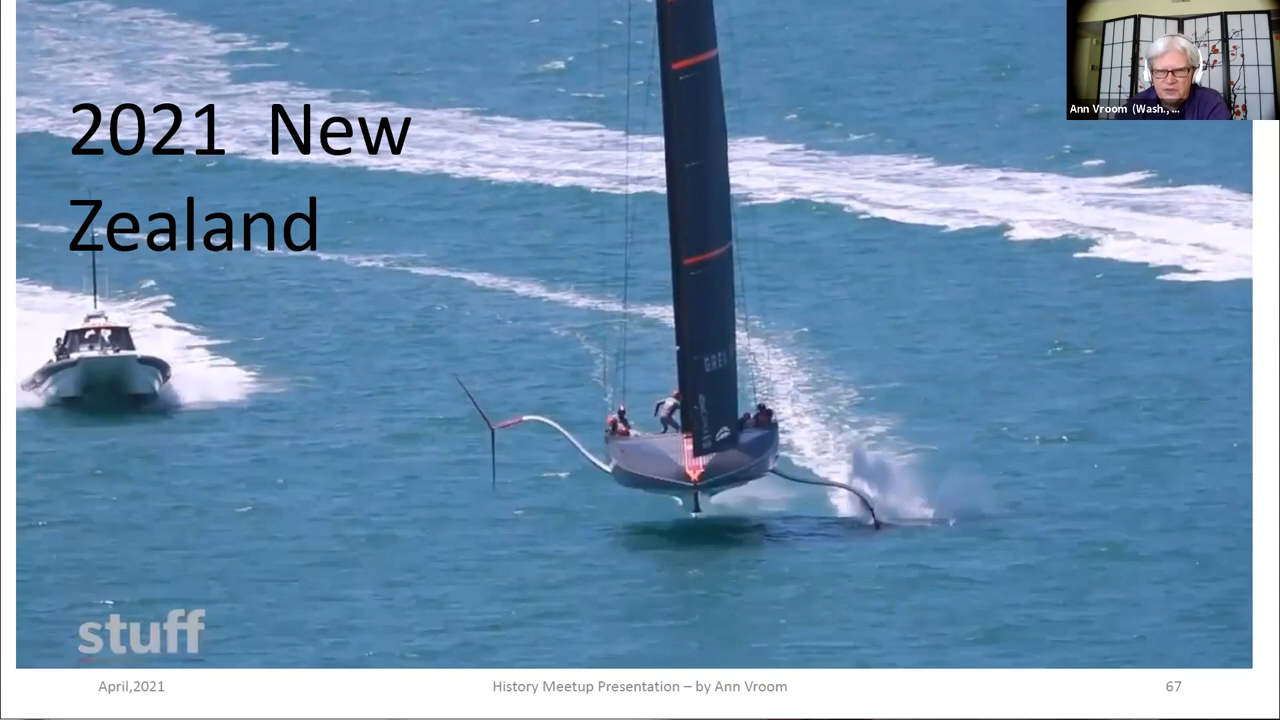 2021 New
Zealand
Ann Vroom (Wash., ...
stuff
April,2021
History Meetup Presentation – by Ann Vroom
67